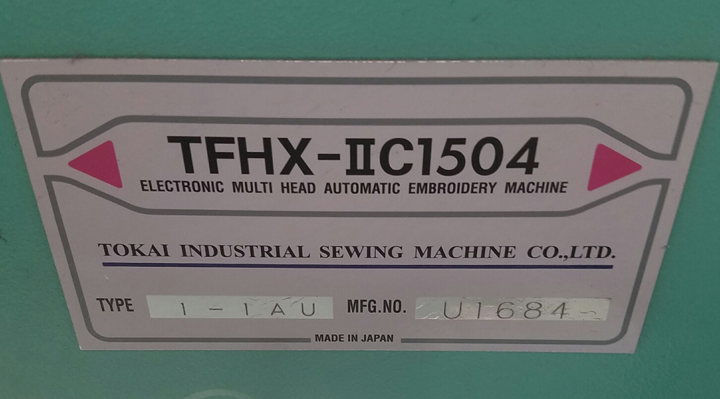 TFHX-IIC1504
ELECTRONIC MULTI HEAD AUTOMATIC EMBROIDERY MACHINE
TOKAI INDUSTRIAL SEWING MACHINE CO.,LTD.
TYPE 1-1AU MFG.NO. U1684
MADE IN JAPAN